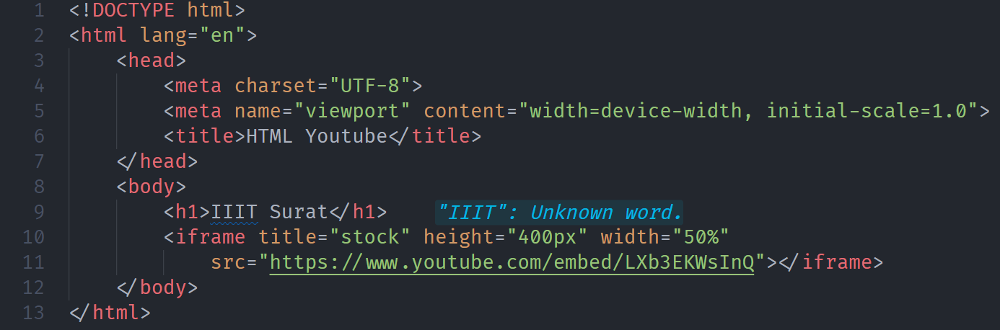 1 <!DOCTYPE html>
2 <html lang="en">
3     <head>
4         <meta charset="UTF-8">
5         <meta name="viewport" content="width=device-width, initial-scale=1.0">
6         <title>HTML Youtube</title>
7     </head>
8     <body>
9         <h1>IIIT Surat</h1>    "IIIT": Unknown word.
10         <iframe title="stock" height="400px" width="50%"
11             src="https://www.youtube.com/embed/LXb3EKWsInQ"></iframe>
12     </body>
13 </html>